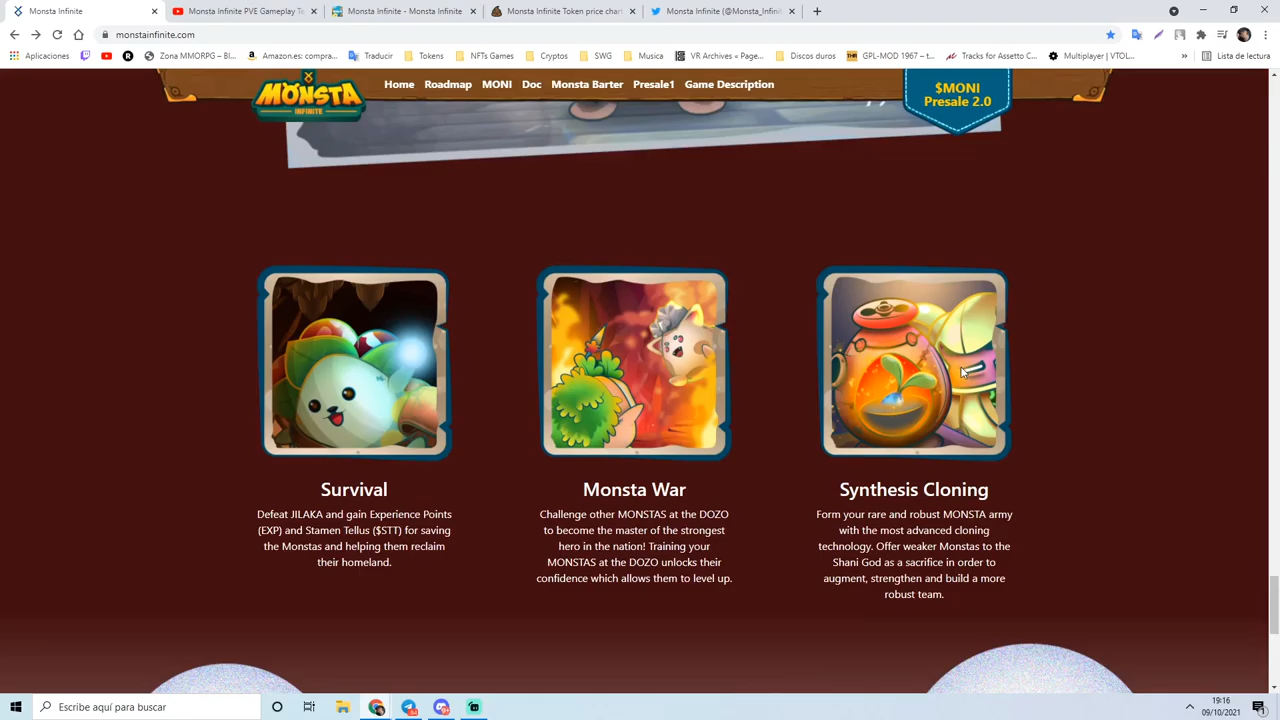 Monsta Infinite
Monsta Infinite PVE Gameplay Te
Monsta Infinite - Monsta Infinite
Monsta Infinite Token price chart
Monsta Infinite (@Monsta_Infinit
monstainfinite.com
Aplicaciones
Zona MMORPG – Bl...
Amazon.es: compra...
Traducir
Tokens
NFTs Games
Cryptos
SWG
Musica
VR Archives « Page...
Discos duros
GPL-MOD 1967 – t...
Tracks for Assetto C...
Multiplayer | VTOL...
»
Lista de lectura
MONSTA
INFINITE
Home
Roadmap
MONI
Doc
Monsta Barter
Presale1
Game Description
$MONI
Presale 2.0
Survival
Defeat JILAKA and gain Experience Points
(EXP) and Stamen Tellus ($STT) for saving
the Monstas and helping them reclaim
their homeland.
Monsta War
Challenge other MONSTAS at the DOZO
to become the master of the strongest
hero in the nation! Training your
MONSTAS at the DOZO unlocks their
confidence which allows them to level up.
Synthesis Cloning
Form your rare and robust MONSTA army
with the most advanced cloning
technology. Offer weaker Monstas to the
Shani God as a sacrifice in order to
augment, strengthen and build a more
robust team.
Escribe aquí para buscar
19:16
09/10/2021